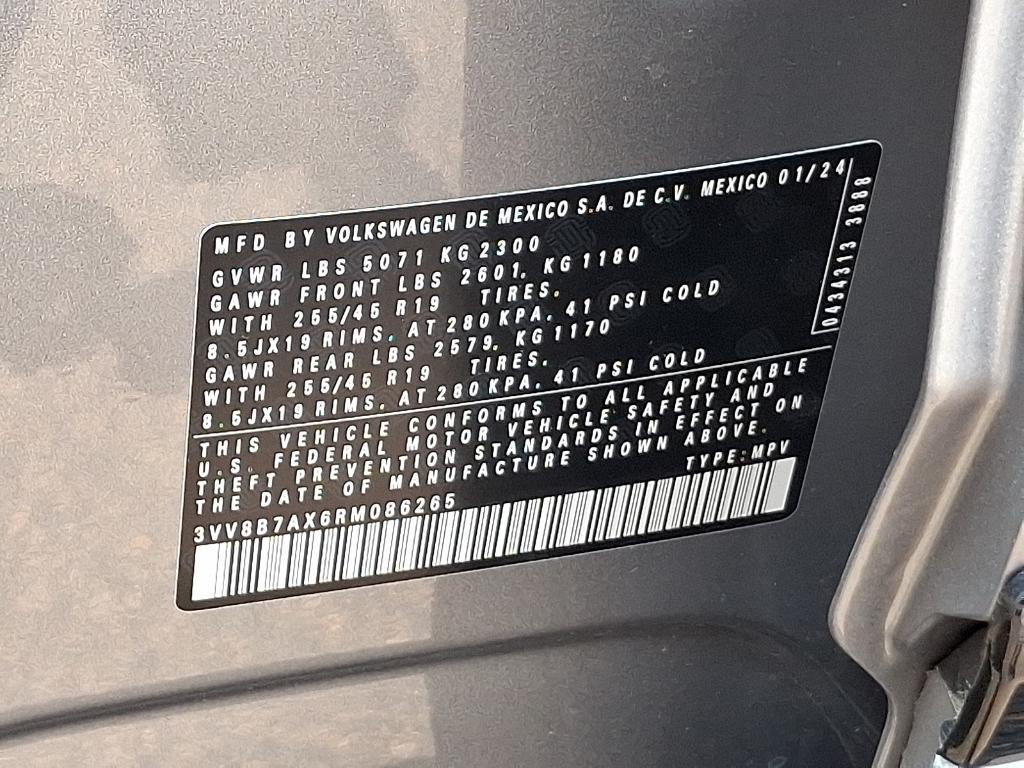 MFD BY VOLKSWAGEN DE MEXICO S.A. DE C.V. MEXICO 01/24
GVWR LBS 5071 KG 2300
GAWR FRONT LBS 2601, KG 1180
WITH 255/45 R19 TIRES.
8.5JX19 RIMS. AT 280 KPA. 41 PSI COLD
GAWR REAR LBS 2579. KG 1170
WITH 255/45 R19 TIRES.
8.5JX19 RIMS. AT 280 KPA. 41 PSI COLD
THIS VEHICLE CONFORMS TO ALL APPLICABLE
U.S. FEDERAL MOTOR VEHICLE SAFETY AND
THEFT PREVENTION STANDARDS IN EFFECT ON
THE DATE OF MANUFACTURE SHOWN ABOVE.
TYPE: MPV
3VV8B7AX6RM086265
0434313 3888